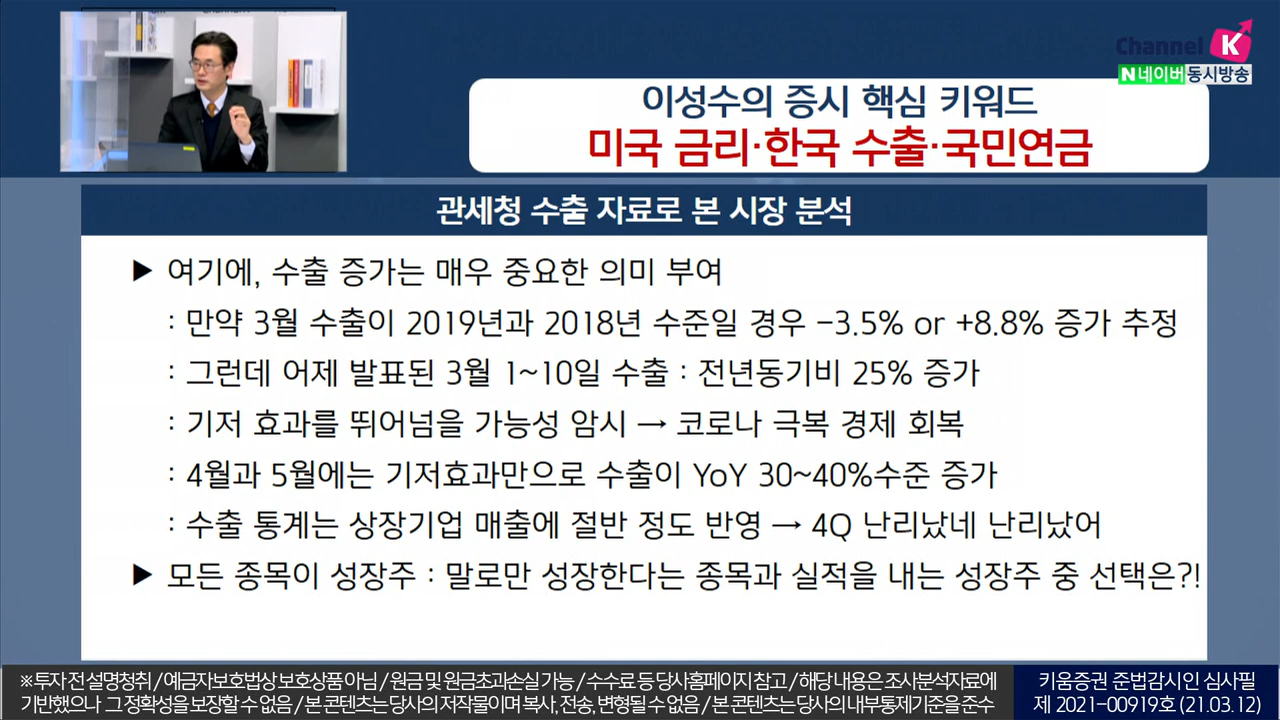 Channel K
N 네이버 동시방송
이성수의 증시 핵심 키워드
미국 금리·한국 수출·국민연금
관세청 수출 자료로 본 시장 분석
▶ 여기에, 수출 증가는 매우 중요한 의미 부여
: 만약 3월 수출이 2019년과 2018년 수준일 경우 -3.5% or +8.8% 증가 추정
: 그런데 어제 발표된 3월 1~10일 수출 : 전년동기비 25% 증가
: 기저 효과를 뛰어넘을 가능성 암시 → 코로나 극복 경제 회복
: 4월과 5월에는 기저효과만으로 수출이 YoY 30~40%수준 증가
: 수출 통계는 상장기업 매출에 절반 정도 반영 → 4Q 난리났네 난리났어
▶ 모든 종목이 성장주 : 말로만 성장한다는 종목과 실적을 내는 성장주 중 선택은?!
※ 투자 전 설명청취 / 예금자보호법상 보호상품 아님 / 원금 및 원금초과손실 가능 / 수수료 등 당사홈페이지 참고 / 해당 내용은 조사분석자료에
기반했으나 그 정확성을 보장할 수 없음 / 본 콘텐츠는 당사의 저작물이며 복사, 전송, 변형될 수 없음 / 본 콘텐츠는 당사의 내부통제기준을 준수
키움증권 준법감시인 심사필
제 2021-00919호 (21.03.12)